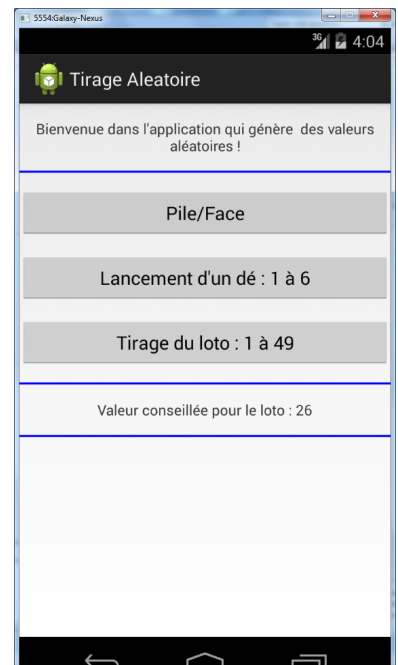 5554:Galaxy-Nexus
3G 4:04
Tirage Aleatoire
Bienvenue dans l'application qui génère  des valeurs
aléatoires !
Pile/Face
Lancement d'un dé : 1 à 6
Tirage du loto : 1 à 49
Valeur conseillée pour le loto : 26